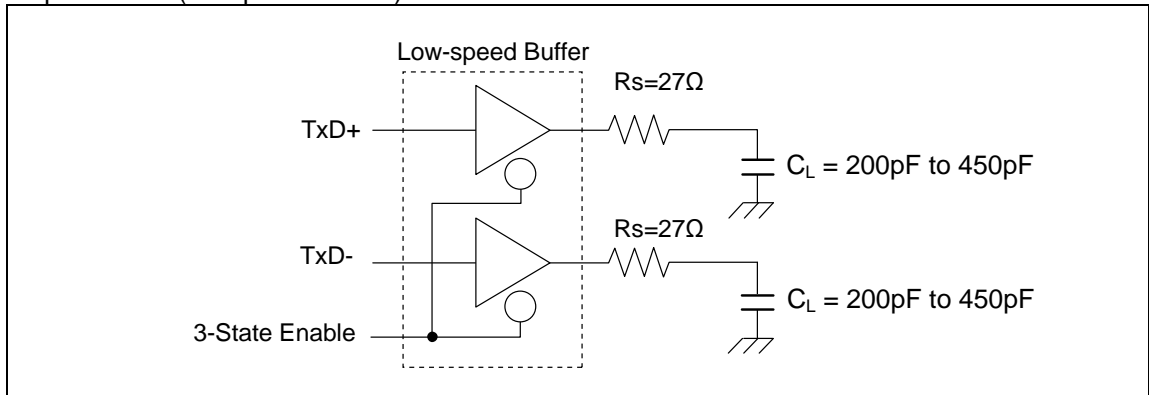 Low-speed Buffer
Rs=27Ω
TxD+
C_L = 200pF to 450pF
Rs=27Ω
TxD-
C_L = 200pF to 450pF
3-State Enable